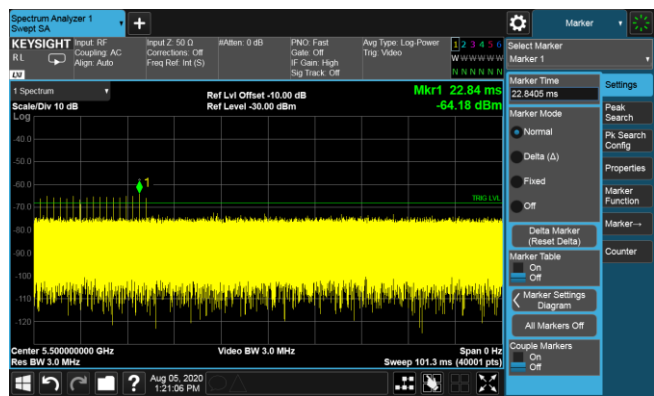 Spectrum Analyzer 1
Swept SA
Marker
KEYSIGHT
RL
LXI
Input: RF
Coupling: AC
Align: Auto
Input Z: 50 Ω
Corrections: Off
Freq Ref: Int (S)
#Atten: 0 dB
PNO: Fast
Gate: Off
IF Gain: High
Sig Track: Off
Avg Type: Log-Power
Trig: Video
1 2 3 4 5 6
W W W W W W
N N N N N N
Select Marker
Marker 1
1 Spectrum
Scale/Div 10 dB
Log
Ref Lvl Offset -10.00 dB
Ref Level -30.00 dBm
Mkr1 22.84 ms
-64.18 dBm
-40.0
-50.0
-60.0
-70.0
-80.0
-90.0
-100
-110
-120
1
TRIG LVL
Center 5.500000000 GHz
Res BW 3.0 MHz
Video BW 3.0 MHz
Span 0 Hz
Sweep 101.3 ms (40001 pts)
Marker Time
22.8405 ms
Marker Mode
Normal
Delta (Δ)
Fixed
Off
Delta Marker
(Reset Delta)
Marker Table
On
Off
Marker Settings
Diagram
All Markers Off
Couple Markers
On
Off
Settings
Peak
Search
Pk Search
Config
Properties
Marker
Function
Marker→
Counter
?
Aug 05, 2020
1:21:06 PM